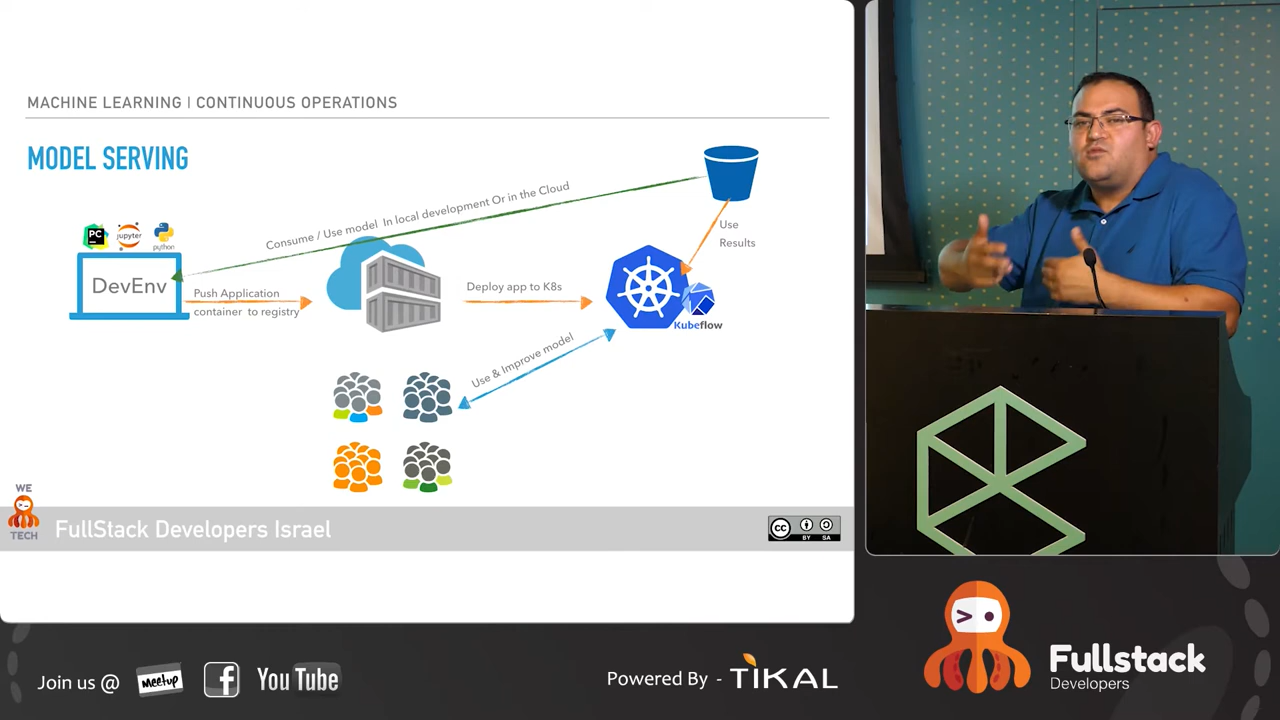 MACHINE LEARNING | CONTINUOUS OPERATIONS
MODEL SERVING
Consume / Use model In local development Or in the Cloud
Use
Results
PC
jupyter
python
DevEnv
Push Application
container to registry
Deploy app to K8s
Kubeflow
Use & Improve model
WE
TECH
FullStack Developers Israel
cc
BY SA
Join us @
Meetup
f
YouTube
Powered By - TIKAL
Fullstack
Developers